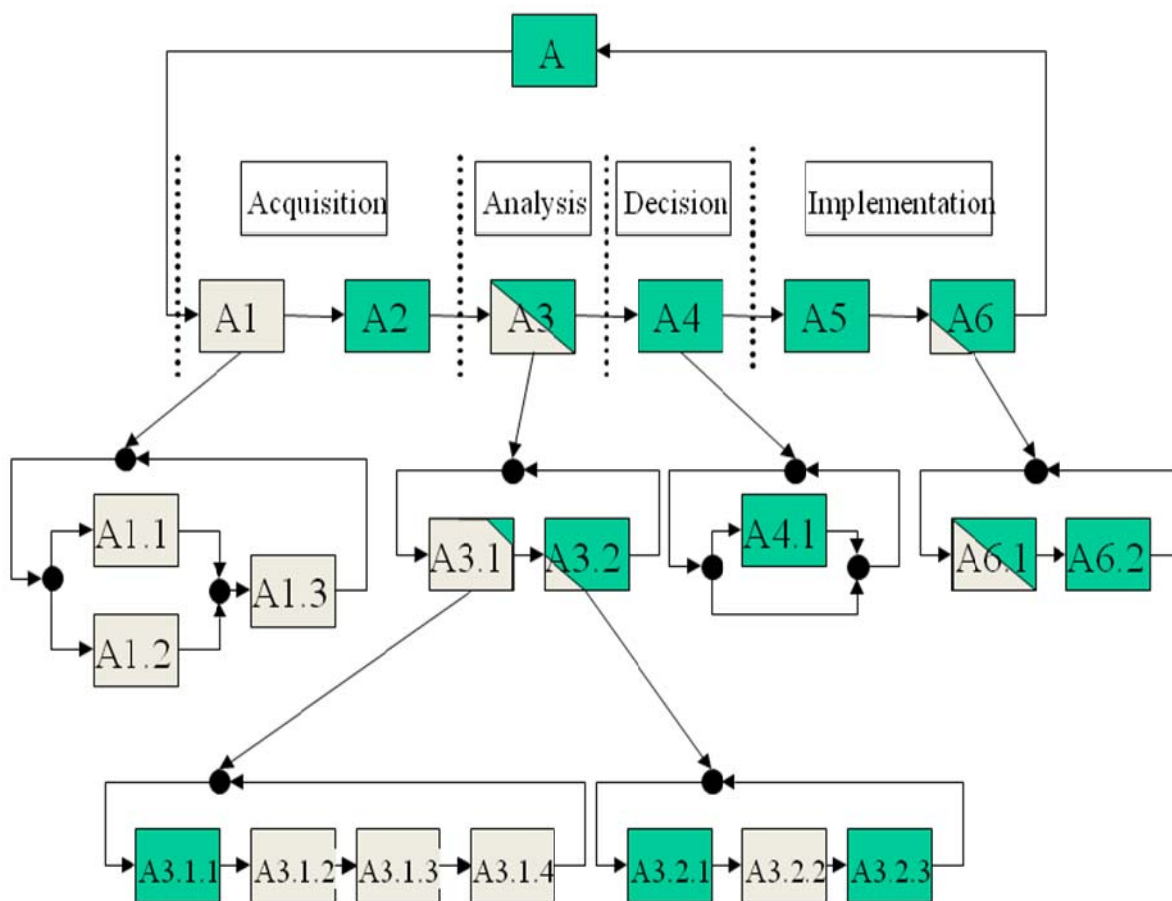 A
Acquisition
Analysis
Decision
Implementation
A1
A2
A3
A4
A5
A6
A1.1
A1.2
A1.3
A3.1
A3.2
A4.1
A6.1
A6.2
A3.1.1
A3.1.2
A3.1.3
A3.1.4
A3.2.1
A3.2.2
A3.2.3